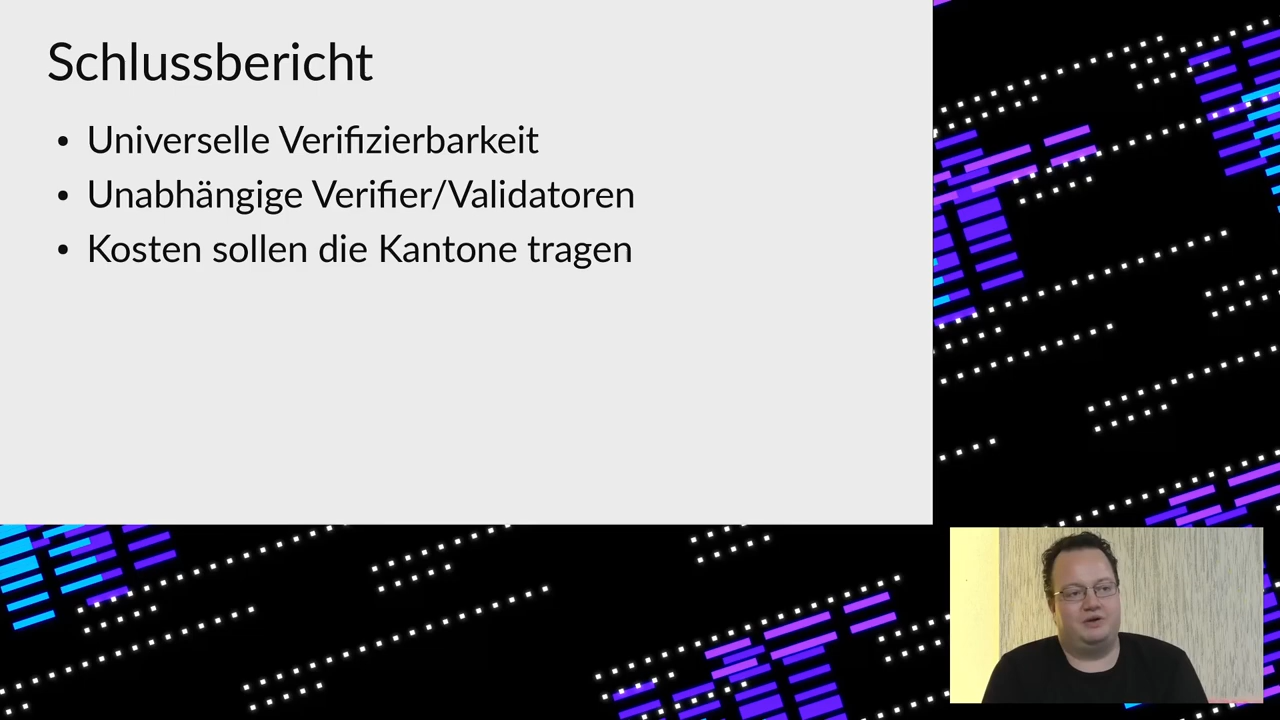 Schlussbericht
• Universelle Verifizierbarkeit
• Unabhängige Verifier/Validatoren
• Kosten sollen die Kantone tragen